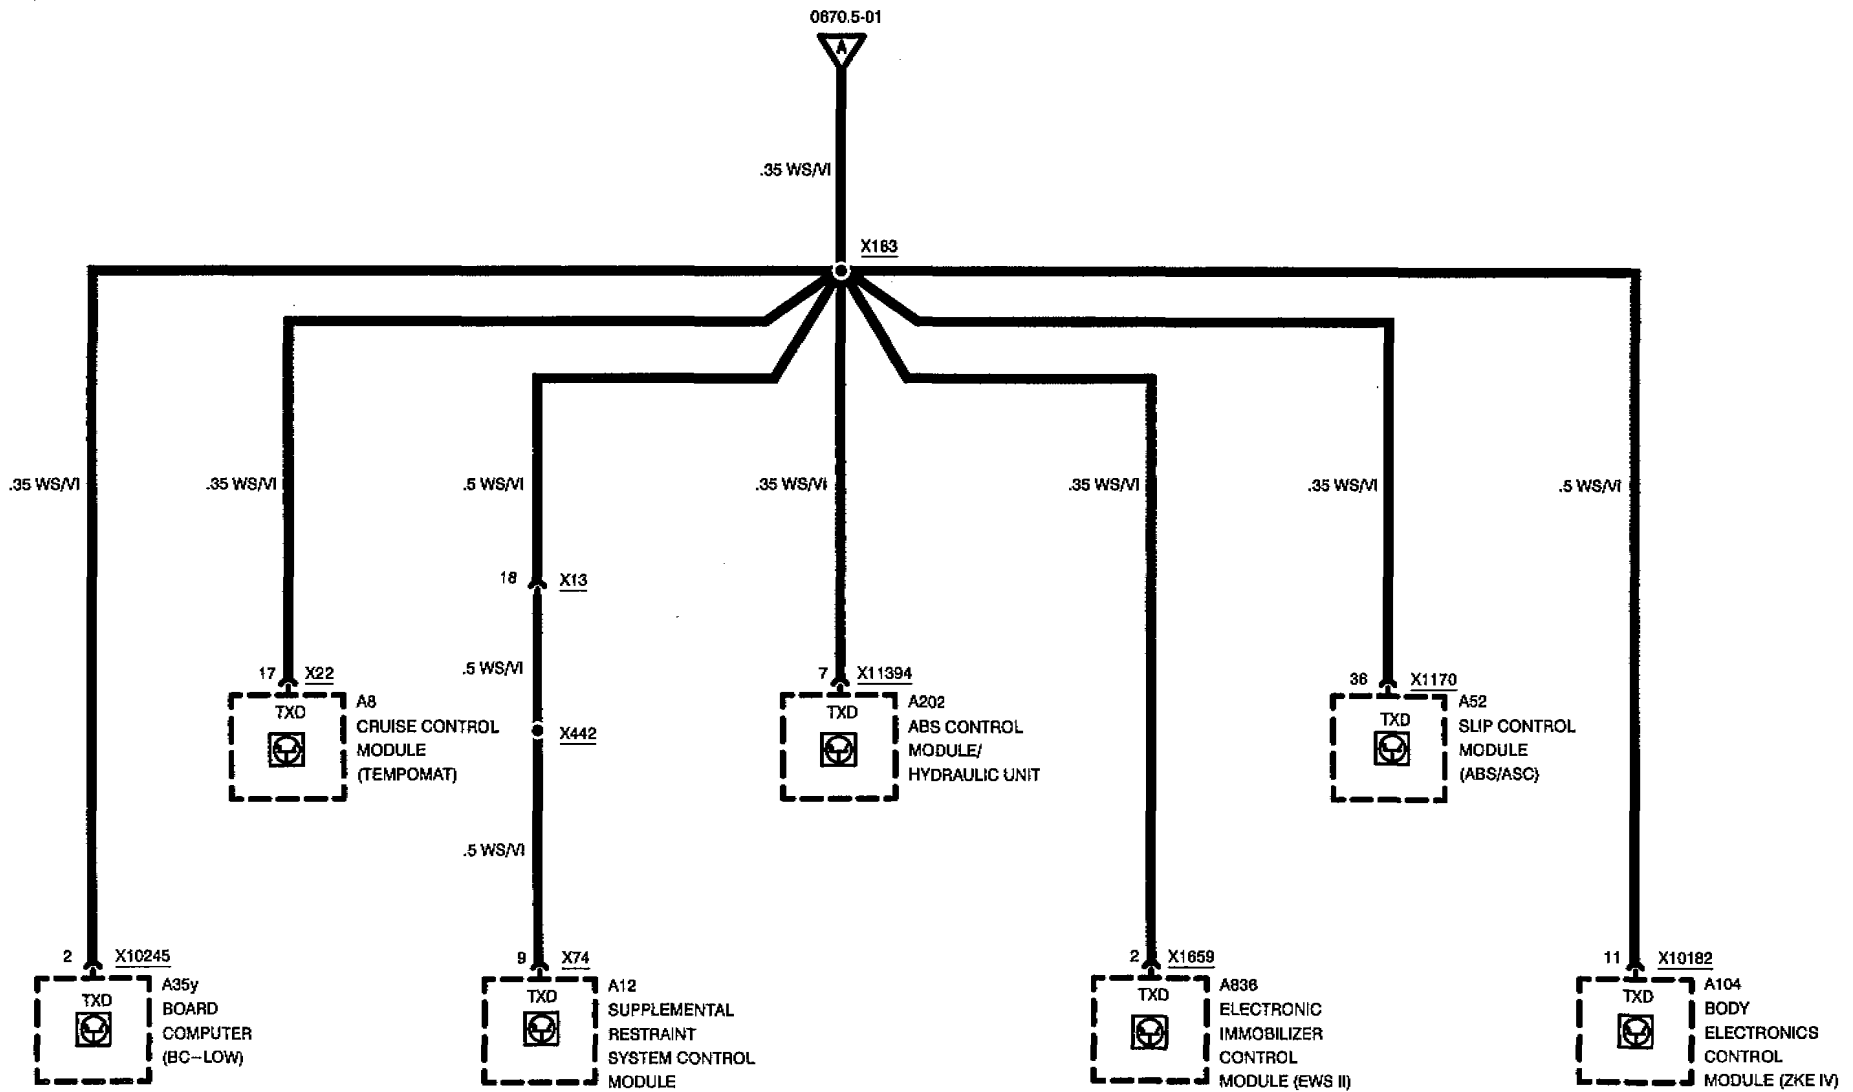 0670.5-01
A
.35 WS/VI
X183
.35 WS/VI
.35 WS/VI
.5 WS/VI
.35 WS/VI
.35 WS/VI
.35 WS/VI
.5 WS/VI
18 X13
.5 WS/VI
X442
.5 WS/VI
17 X22
TXD
A8
CRUISE CONTROL
MODULE
(TEMPOMAT)
7 X11394
TXD
A202
ABS CONTROL
MODULE/
HYDRAULIC UNIT
36 X1170
TXD
A52
SLIP CONTROL
MODULE
(ABS/ASC)
2 X10245
TXD
A35y
BOARD
COMPUTER
(BC-LOW)
9 X74
TXD
A12
SUPPLEMENTAL
RESTRAINT
SYSTEM CONTROL
MODULE
2 X1659
TXD
A836
ELECTRONIC
IMMOBILIZER
CONTROL
MODULE (EWS II)
11 X10182
TXD
A104
BODY
ELECTRONICS
CONTROL
MODULE (ZKE IV)